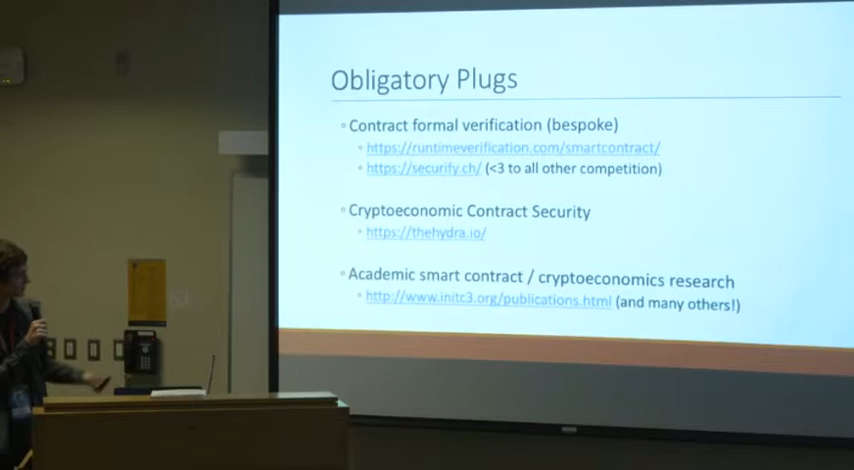 Obligatory Plugs
Contract formal verification (bespoke)
https://runtimeverification.com/smartcontract/
https://securify.ch/ (<3 to all other competition)
Cryptoeconomic Contract Security
https://thehydra.io/
Academic smart contract / cryptoeconomics research
http://www.initc3.org/publications.html (and many others!)